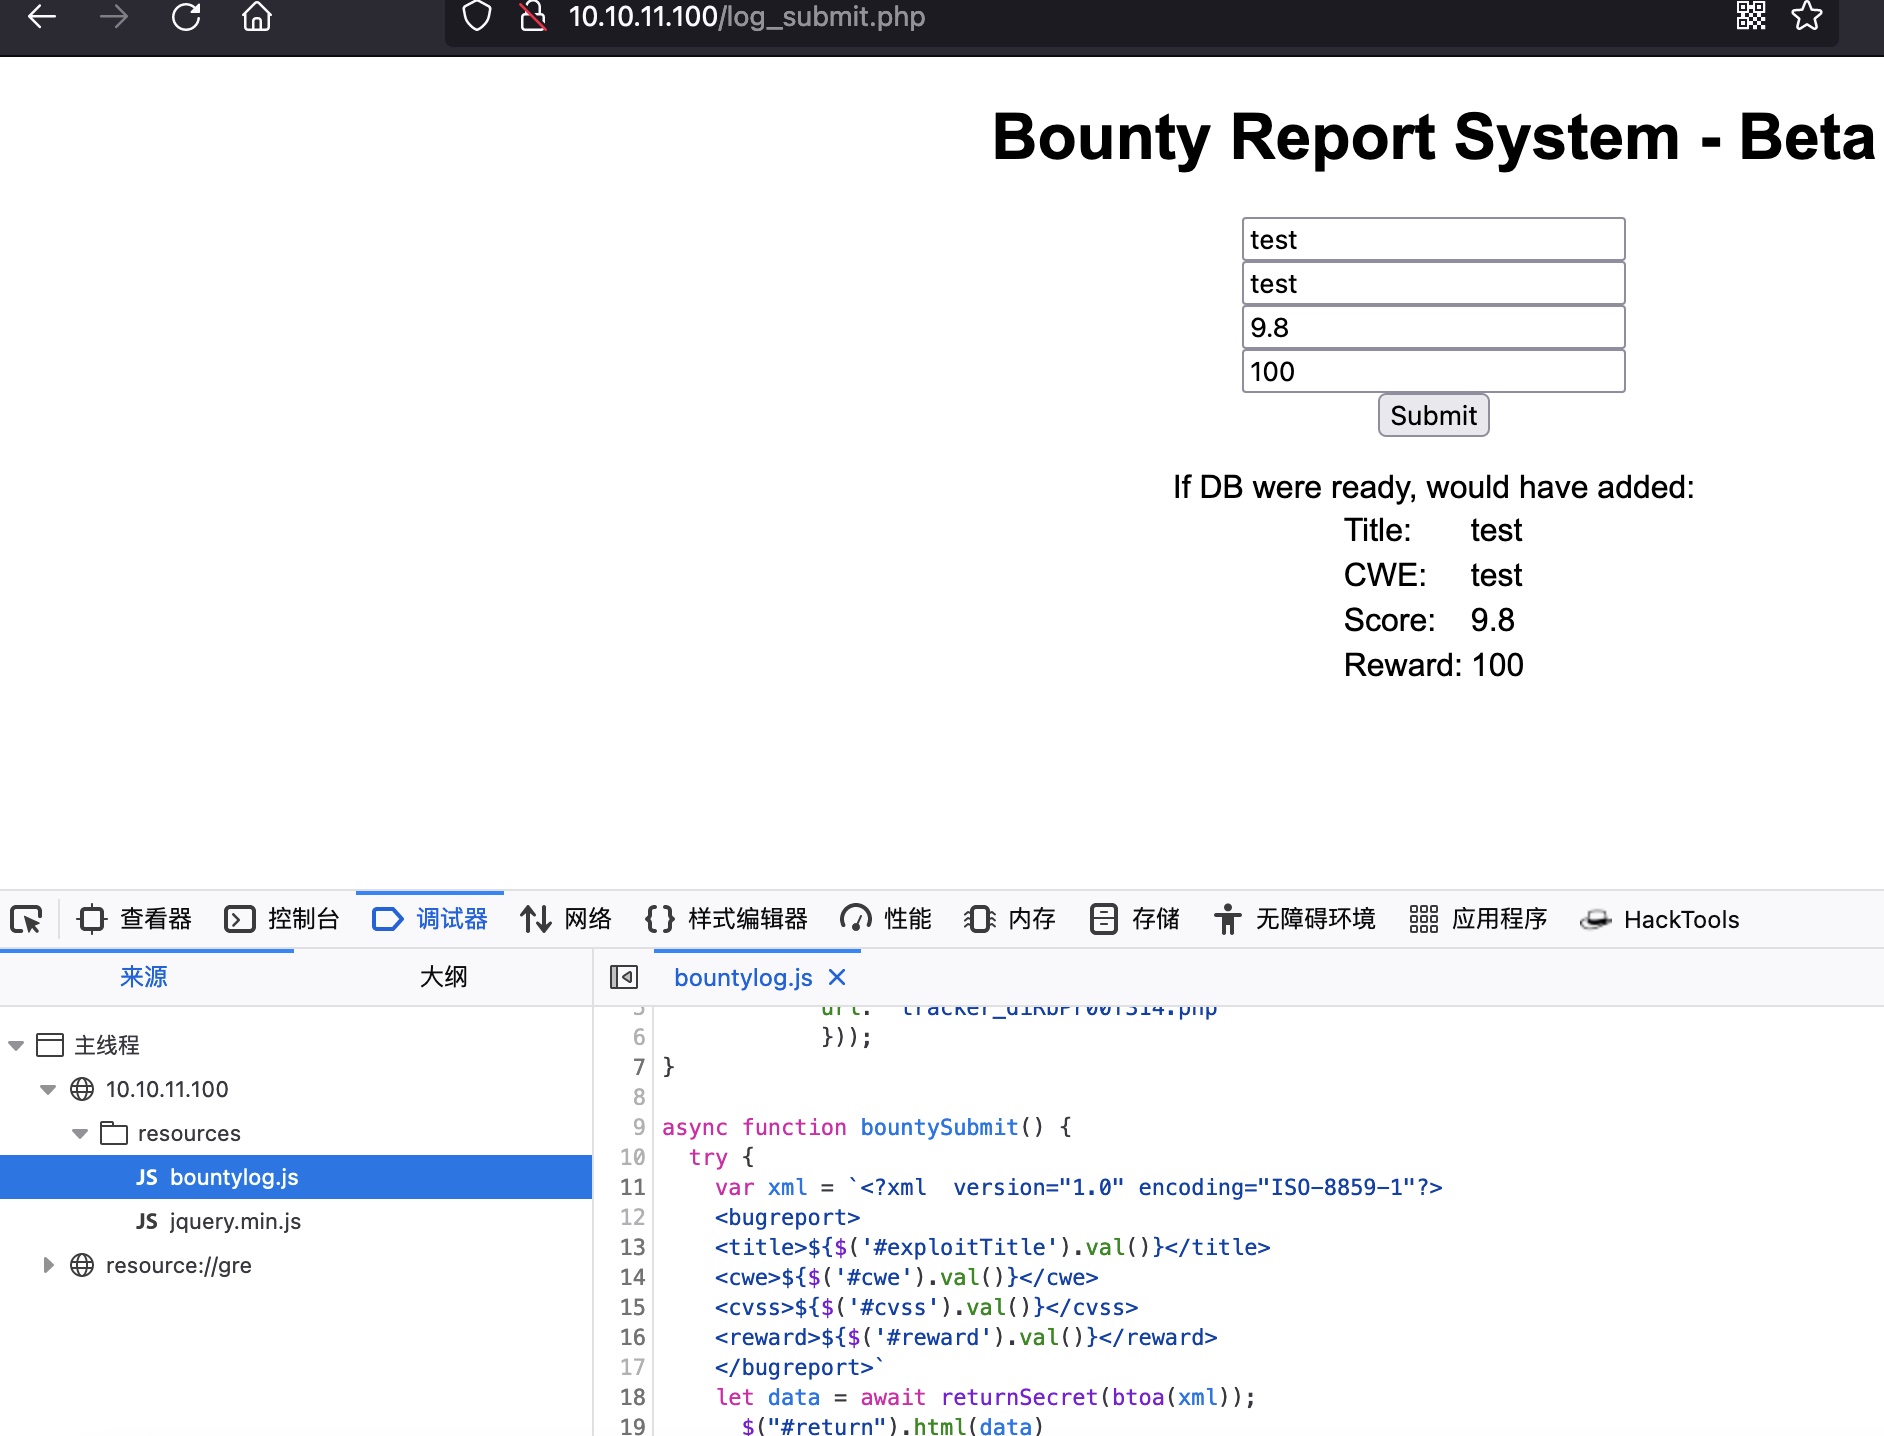 10.10.11.100/log_submit.php
Bounty Report System - Beta
test
test
9.8
100
Submit
If DB were ready, would have added:
Title: test
CWE: test
Score: 9.8
Reward: 100
查看器 控制台 调试器 网络 {} 样式编辑器 性能 内存 存储 无障碍环境 应用程序 HackTools
来源 大纲 bountylog.js ×
主线程
10.10.11.100
resources
JS bountylog.js
JS jquery.min.js
resource://gre
5 url: "tracker_diRbPr00f314.php
6 }));
7 }
8
9 async function bountySubmit() {
10 try {
11 var xml = `<?xml  version="1.0" encoding="ISO-8859-1"?>
12 <bugreport>
13 <title>${$('#exploitTitle').val()}</title>
14 <cwe>${$('#cwe').val()}</cwe>
15 <cvss>${$('#cvss').val()}</cvss>
16 <reward>${$('#reward').val()}</reward>
17 </bugreport>`
18 let data = await returnSecret(btoa(xml));
19 $("#return").html(data)